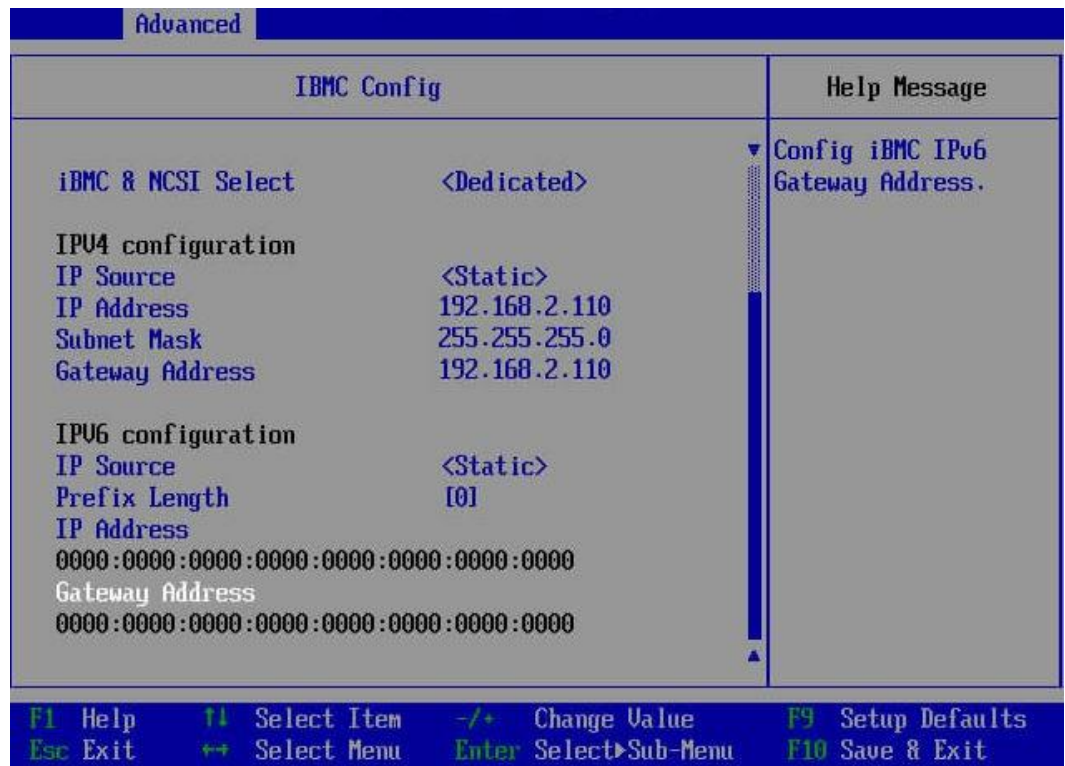 Advanced
IBMC Config
Help Message
Config iBMC IPv6
Gateway Address.
iBMC & NCSI Select <Dedicated>
IPV4 configuration
IP Source <Static>
IP Address 192.168.2.110
Subnet Mask 255.255.255.0
Gateway Address 192.168.2.110
IPV6 configuration
IP Source <Static>
Prefix Length [0]
IP Address
0000:0000:0000:0000:0000:0000:0000:0000
Gateway Address
0000:0000:0000:0000:0000:0000:0000:0000
F1 Help ↑↓ Select Item -/+ Change Value F9 Setup Defaults
Esc Exit ←→ Select Menu Enter Select▶Sub-Menu F10 Save & Exit